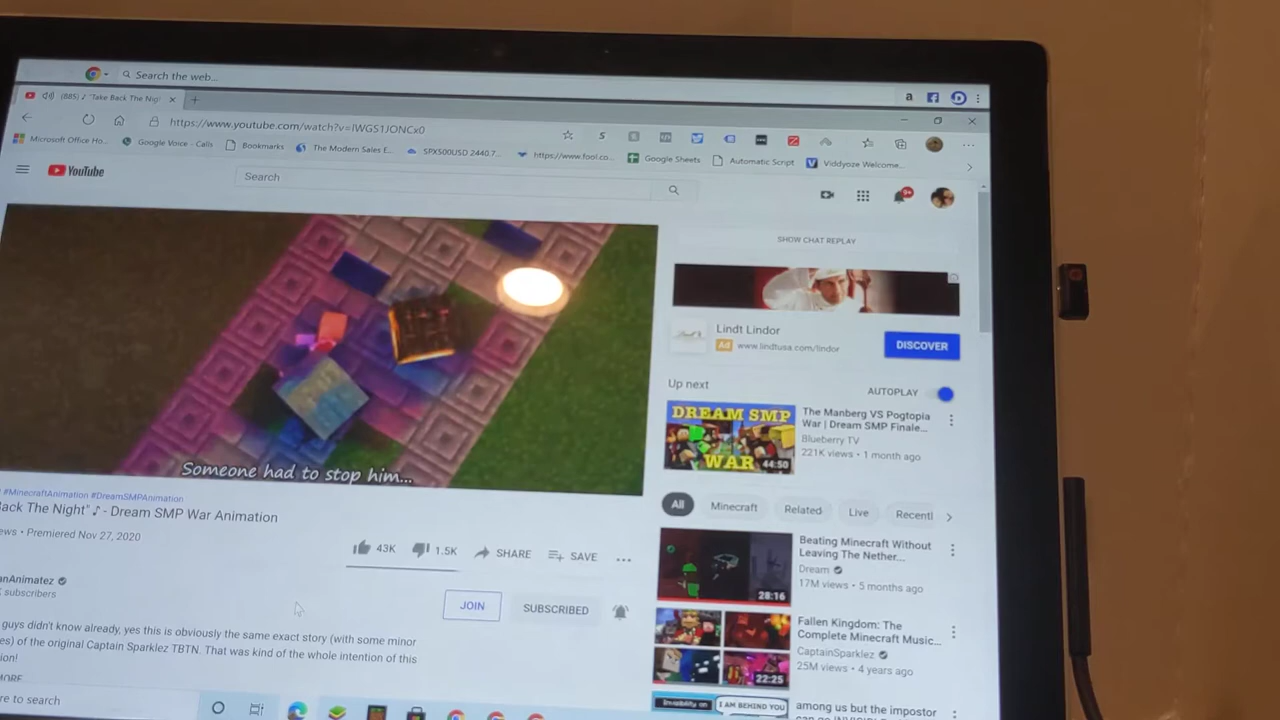 Search the web...
(885) ♪ "Take Back The Nig
https://www.youtube.com/watch?v=IWGS1JONCx0
Microsoft Office Ho...
Google Voice - Calls
Bookmarks
The Modern Sales E...
SPX500USD 2440.7...
https://www.fool.co...
Google Sheets
Automatic Script
Viddyoze Welcome...
YouTube
Search
9+
SHOW CHAT REPLAY
Lindt Lindor
Ad www.lindtusa.com/lindor
DISCOVER
Up next
AUTOPLAY
DREAM SMP
WAR
44:50
The Manberg VS Pogtopia
War | Dream SMP Finale...
Blueberry TV
221K views • 1 month ago
Someone had to stop him...
#MinecraftAnimation #DreamSMPAnimation
ack The Night" ♪ - Dream SMP War Animation
ews • Premiered Nov 27, 2020
43K
1.5K
SHARE
SAVE
All
Minecraft
Related
Live
Recentl
Beating Minecraft Without
Leaving The Nether...
Dream
17M views • 5 months ago
28:16
anAnimatez
subscribers
JOIN
SUBSCRIBED
guys didn't know already, yes this is obviously the same exact story (with some minor
es) of the original Captain Sparklez TBTN. That was kind of the whole intention of this
ion!
MORE
Fallen Kingdom: The
Complete Minecraft Music...
CaptainSparklez
25M views • 4 years ago
22:25
I AM BEHIND YOU
among us but the impostor
re to search